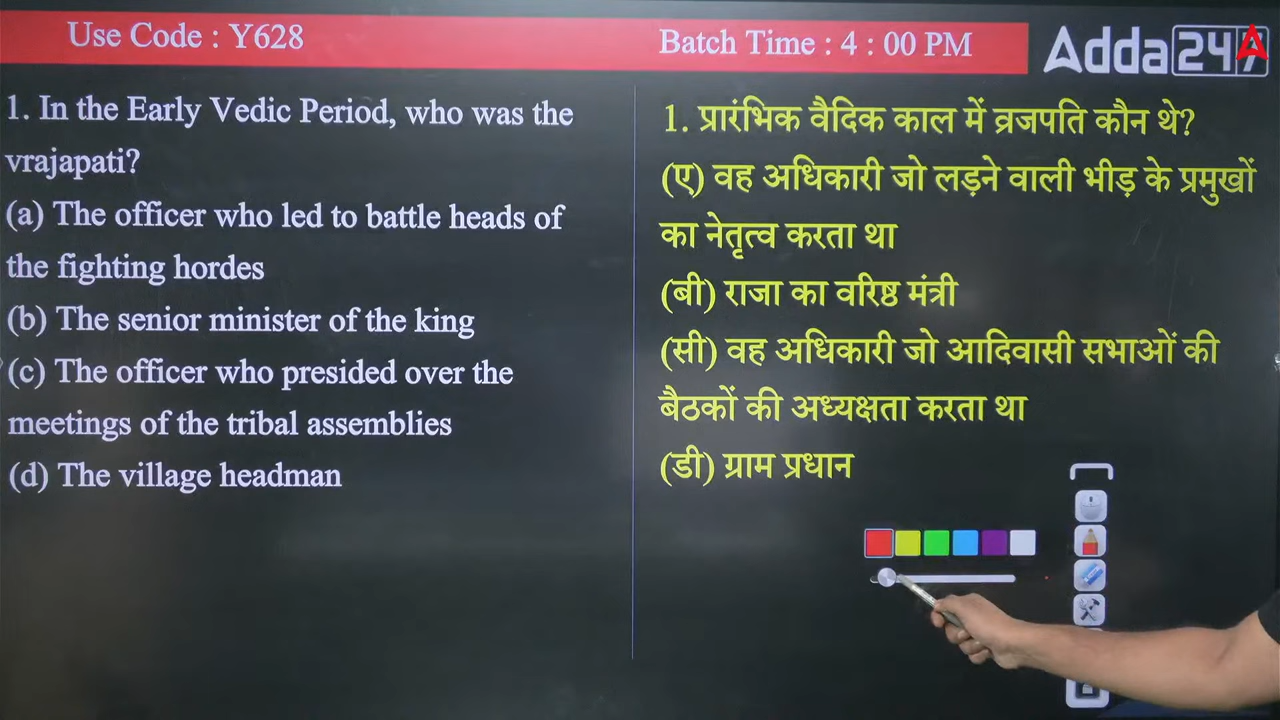 Use Code : Y628
Batch Time : 4 : 00 PM
Adda247
1. In the Early Vedic Period, who was the
vrajapati?
(a) The officer who led to battle heads of
the fighting hordes
(b) The senior minister of the king
(c) The officer who presided over the
meetings of the tribal assemblies
(d) The village headman
1. प्रारंभिक वैदिक काल में व्रजपति कौन थे?
(ए) वह अधिकारी जो लड़ने वाली भीड़ के प्रमुखों
का नेतृत्व करता था
(बी) राजा का वरिष्ठ मंत्री
(सी) वह अधिकारी जो आदिवासी सभाओं की
बैठकों की अध्यक्षता करता था
(डी) ग्राम प्रधान